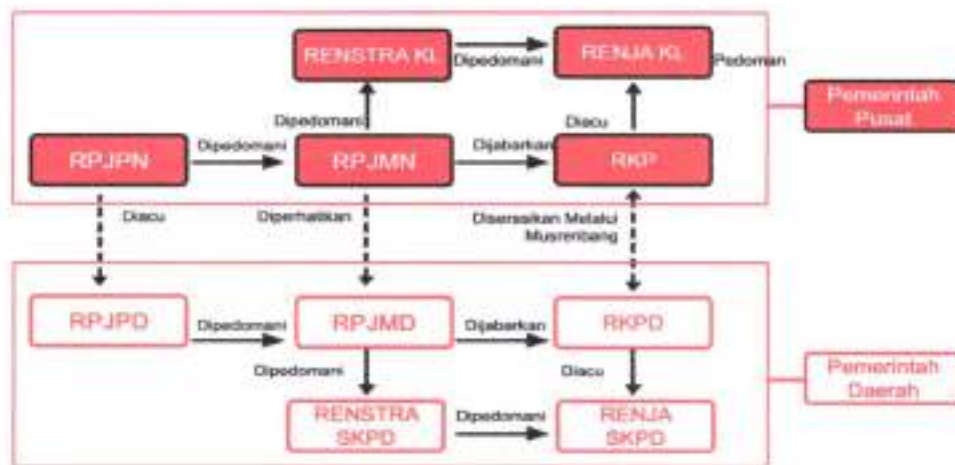 RENSTRA KL
Dipedomani
RENJA KL
Pedoman
Pemerintah
Pusat
Dipedomani
Diacu
RPJPN
Dipedomani
RPJMN
Dijabarkan
RKP
Diacu
Diperhatikan
Diserasikan Melalui
Musrenbang
RPJPD
Dipedomani
RPJMD
Dijabarkan
RKPD
Dipedomani
Diacu
Pemerintah
Daerah
RENSTRA
SKPD
Dipedomani
RENJA
SKPD